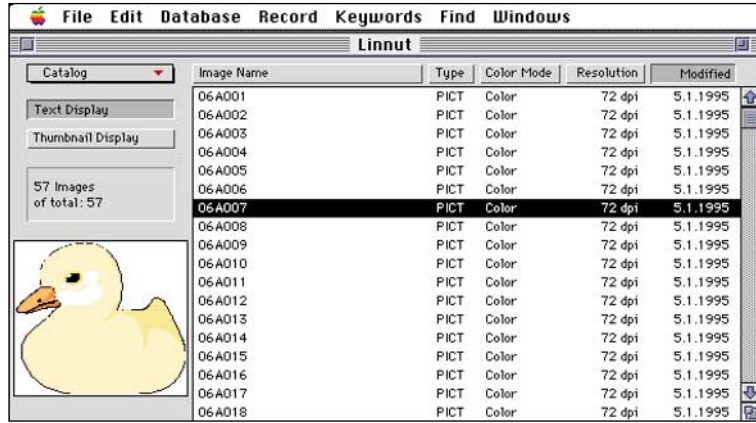 File Edit Database Record Keywords Find Windows
Linnut
Catalog
Text Display
Thumbnail Display
57 Images
of total: 57
Image Name Type Color Mode Resolution Modified
06A001 PICT Color 72 dpi 5.1.1995
06A002 PICT Color 72 dpi 5.1.1995
06A003 PICT Color 72 dpi 5.1.1995
06A004 PICT Color 72 dpi 5.1.1995
06A005 PICT Color 72 dpi 5.1.1995
06A006 PICT Color 72 dpi 5.1.1995
06A007 PICT Color 72 dpi 5.1.1995
06A008 PICT Color 72 dpi 5.1.1995
06A009 PICT Color 72 dpi 5.1.1995
06A010 PICT Color 72 dpi 5.1.1995
06A011 PICT Color 72 dpi 5.1.1995
06A012 PICT Color 72 dpi 5.1.1995
06A013 PICT Color 72 dpi 5.1.1995
06A014 PICT Color 72 dpi 5.1.1995
06A015 PICT Color 72 dpi 5.1.1995
06A016 PICT Color 72 dpi 5.1.1995
06A017 PICT Color 72 dpi 5.1.1995
06A018 PICT Color 72 dpi 5.1.1995